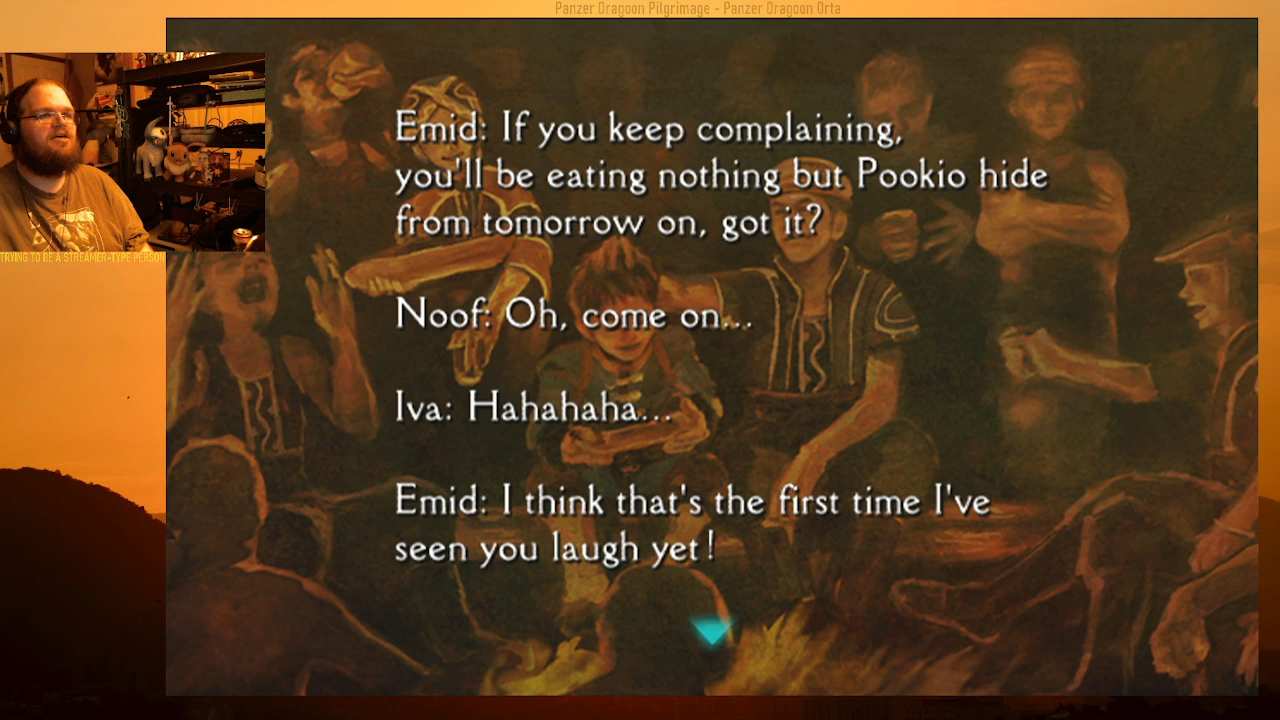 Panzer Dragoon Pilgrimage - Panzer Dragoon Orta
Emid: If you keep complaining,
you'll be eating nothing but Pookio hide
from tomorrow on, got it?
Noof: Oh, come on...
Iva: Hahahaha...
Emid: I think that's the first time I've
seen you laugh yet!
TRYING TO BE A STREAMER-TYPE PERSON